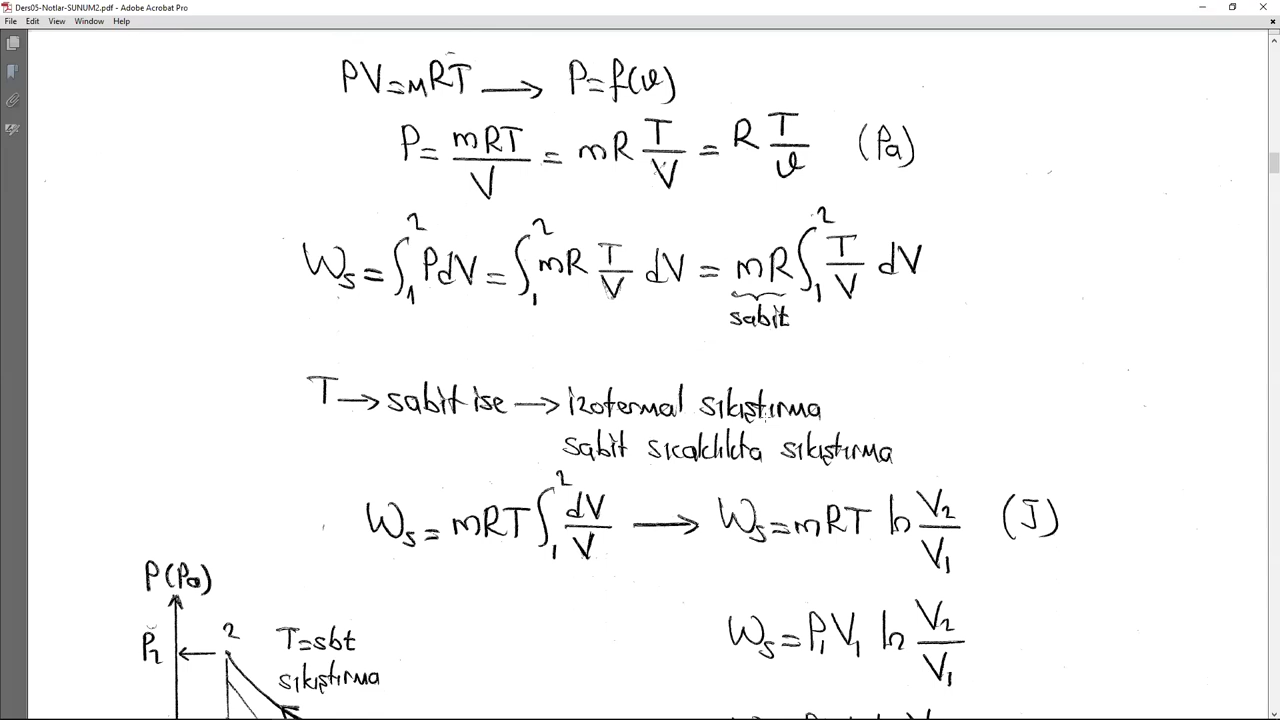 Ders05-Notlar-SUNUM2.pdf - Adobe Acrobat Pro
File Edit View Window Help
PV=mRT → P=f(v)
P= mRT/V = mR T/V = R T/v (Pa)
Ws=∫₁² PdV=∫₁² mR T/V dV = mR ∫₁² T/V dV
sabit
T → sabit ise → izotermal sıkıştırma
sabit sıcaklıkta sıkıştırma
Ws=mRT ∫₁² dV/V → Ws=mRT ln V₂/V₁ (J)
P(Pa)
P₂ 2 T=sbt
sıkıştırma
Ws=P₁V₁ ln V₂/V₁